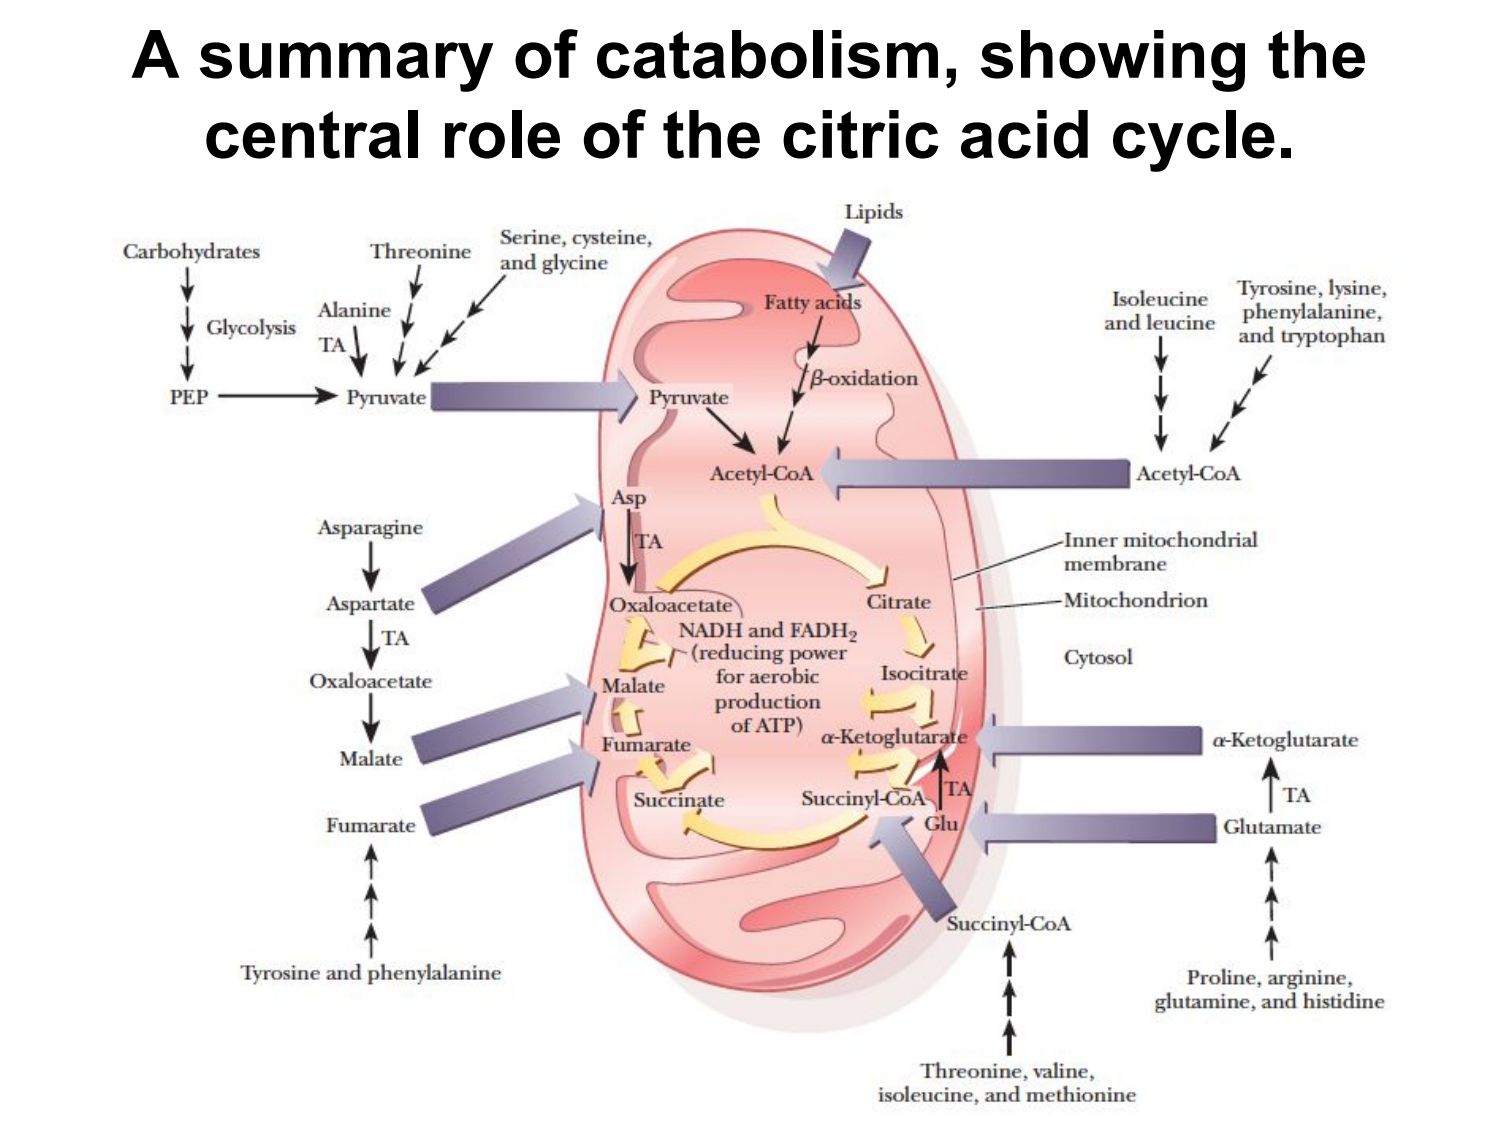 A summary of catabolism, showing the
central role of the citric acid cycle.
Lipids
Carbohydrates
Threonine
Serine, cysteine,
and glycine
Alanine
TA
Glycolysis
PEP
Pyruvate
Pyruvate
Fatty acids
β-oxidation
Isoleucine
and leucine
Tyrosine, lysine,
phenylalanine,
and tryptophan
Acetyl-CoA
Acetyl-CoA
Asp
TA
Asparagine
Aspartate
TA
Oxaloacetate
Malate
Fumarate
Tyrosine and phenylalanine
Inner mitochondrial
membrane
Mitochondrion
Cytosol
Oxaloacetate
Citrate
NADH and FADH₂
(reducing power
for aerobic
production
of ATP)
Isocitrate
Malate
Fumarate
α-Ketoglutarate
Succinate
Succinyl-CoA
TA
Glu
α-Ketoglutarate
TA
Glutamate
Succinyl-CoA
Proline, arginine,
glutamine, and histidine
Threonine, valine,
isoleucine, and methionine